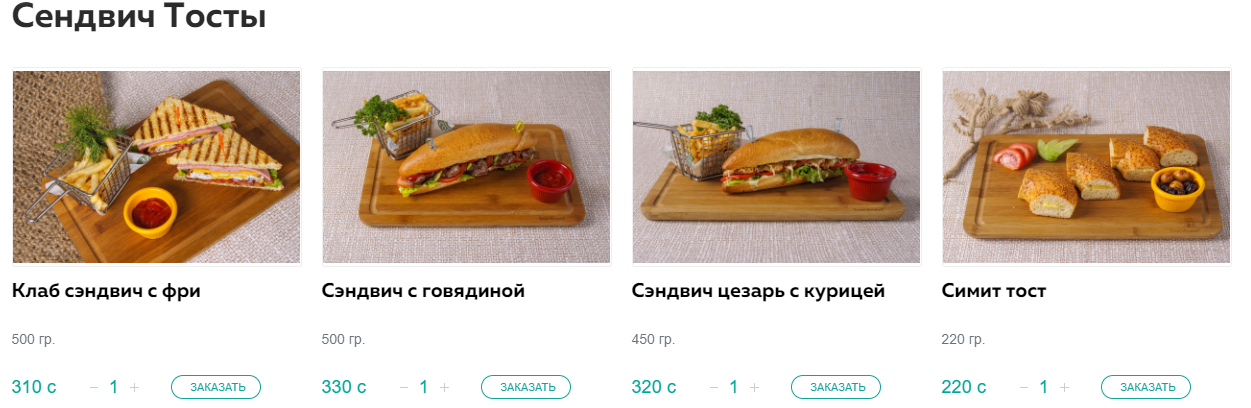 Сендвич Тосты
Клаб сэндвич с фри
500 гр.
310 с − 1 + ЗАКАЗАТЬ
Сэндвич с говядиной
500 гр.
330 с − 1 + ЗАКАЗАТЬ
Сэндвич цезарь с курицей
450 гр.
320 с − 1 + ЗАКАЗАТЬ
Симит тост
220 гр.
220 с − 1 + ЗАКАЗАТЬ